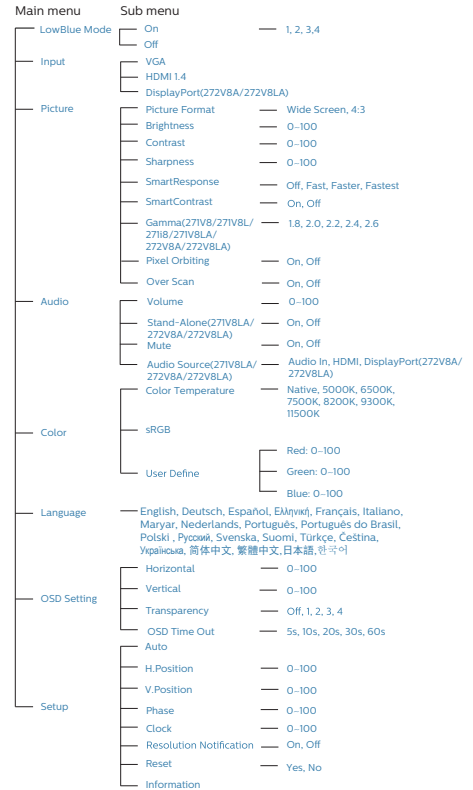 Main menu Sub menu
LowBlue Mode On 1, 2, 3,4
Off
Input VGA
HDMI 1.4
DisplayPort(272V8A/272V8LA)
Picture Picture Format Wide Screen, 4:3
Brightness 0-100
Contrast 0-100
Sharpness 0-100
SmartResponse Off, Fast, Faster, Fastest
SmartContrast On, Off
Gamma(271V8/271V8L/ 1.8, 2.0, 2.2, 2.4, 2.6
271i8/271V8LA/
272V8A/272V8LA)
Pixel Orbiting On, Off
Over Scan On, Off
Audio Volume 0-100
Stand-Alone(271V8LA/ On, Off
272V8A/272V8LA)
Mute On, Off
Audio Source(271V8LA/ Audio In, HDMI, DisplayPort(272V8A/
272V8A/272V8LA) 272V8LA)
Color Temperature Native, 5000K, 6500K,
7500K, 8200K, 9300K,
11500K
Color sRGB
Red: 0-100
User Define Green: 0-100
Blue: 0-100
Language English, Deutsch, Español, Ελληνική, Français, Italiano,
Maryar, Nederlands, Português, Português do Brasil,
Polski , Русский, Svenska, Suomi, Türkçe, Čeština,
Українська, 简体中文, 繁體中文,日本語,한국어
Horizontal 0-100
Vertical 0-100
OSD Setting Transparency Off, 1, 2, 3, 4
OSD Time Out 5s, 10s, 20s, 30s, 60s
Auto
H.Position 0-100
V.Position 0-100
Setup Phase 0-100
Clock 0-100
Resolution Notification On, Off
Reset Yes, No
Information